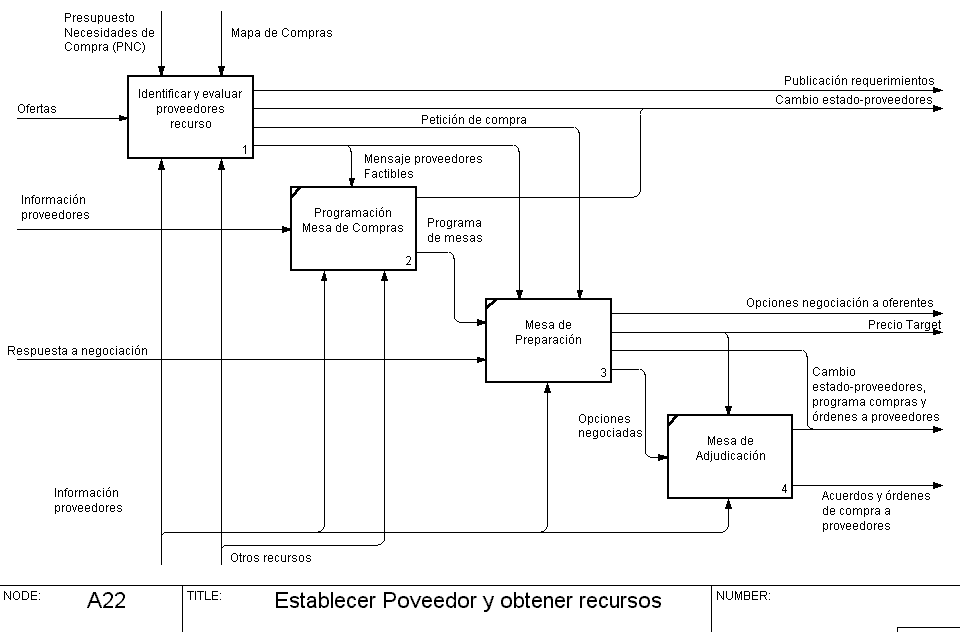 Presupuesto
Necesidades de
Compra (PNC)
Mapa de Compras
Identificar y evaluar
proveedores
recurso
1
Ofertas
Publicación requerimientos
Cambio estado-proveedores
Petición de compra
Mensaje proveedores
Factibles
Información
proveedores
Programación
Mesa de Compras
2
Programa
de mesas
Mesa de
Preparación
3
Opciones negociación a oferentes
Precio Target
Respuesta a negociación
Cambio
estado-proveedores,
programa compras y
órdenes a proveedores
Opciones
negociadas
Mesa de
Adjudicación
4
Acuerdos y órdenes
de compra a
proveedores
Información
proveedores
Otros recursos
NODE:
A22
TITLE:
Establecer Poveedor y obtener recursos
NUMBER: